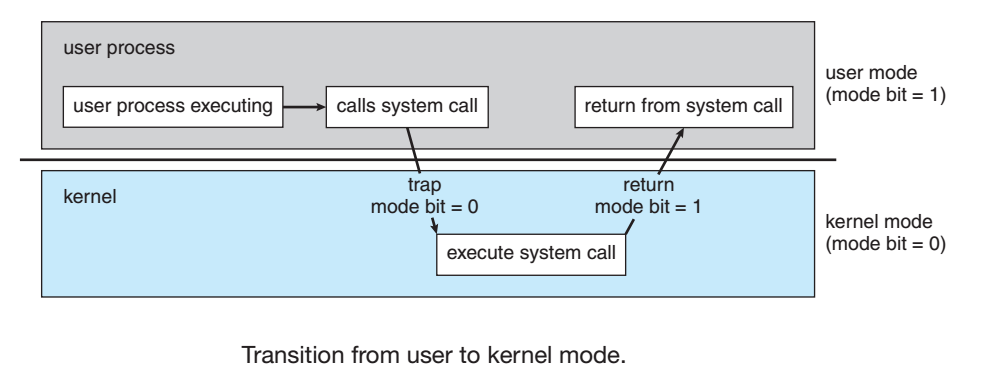 user process
user process executing
calls system call
return from system call
user mode
(mode bit = 1)
kernel
trap
mode bit = 0
return
mode bit = 1
execute system call
kernel mode
(mode bit = 0)
Transition from user to kernel mode.